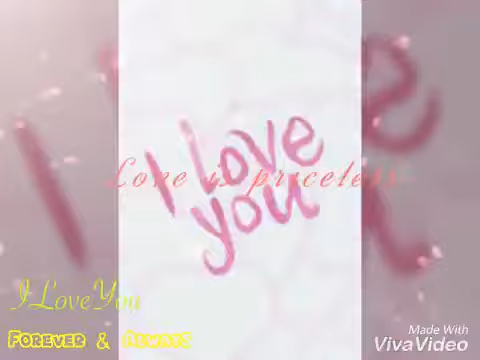 I Love
you
Love is priceless
I Love You
Forever & Always
Made With
VivaVideo